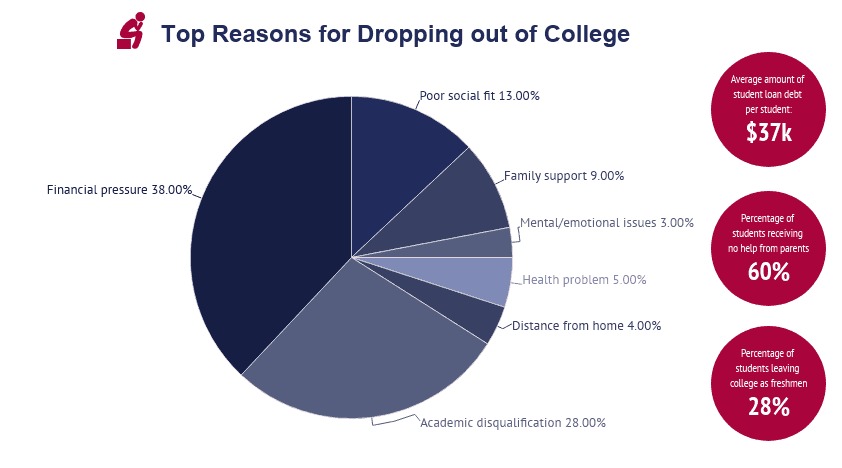 Top Reasons for Dropping out of College
Poor social fit 13.00%
Family support 9.00%
Mental/emotional issues 3.00%
Health problem 5.00%
Distance from home 4.00%
Academic disqualification 28.00%
Financial pressure 38.00%
Average amount of
student loan debt
per student:
$37k
Percentage of
students receiving
no help from parents
60%
Percentage of
students leaving
college as freshmen
28%